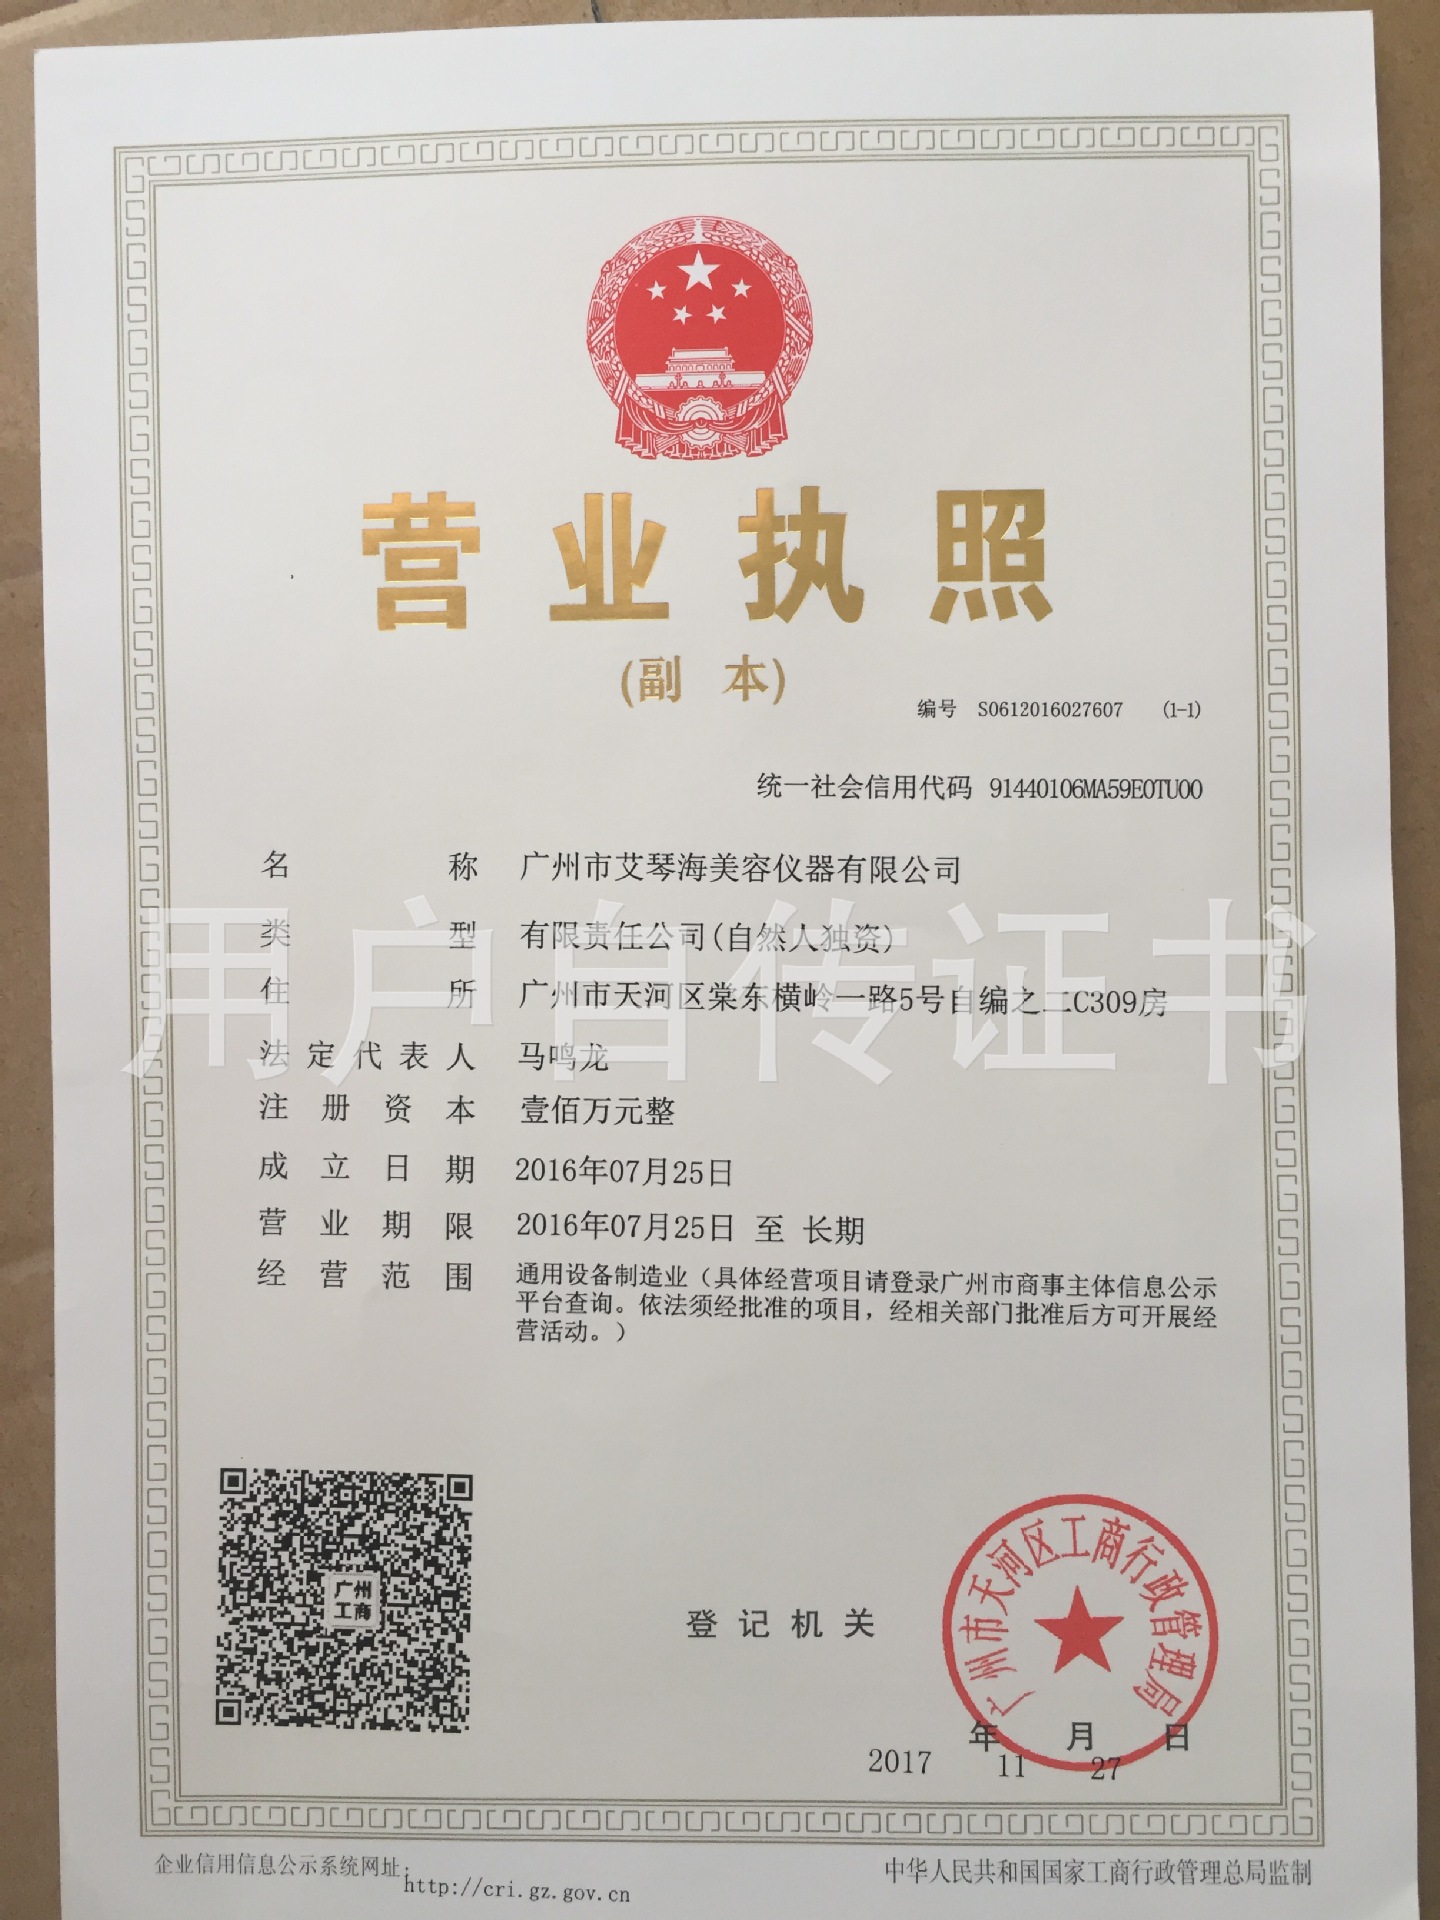 营业执照
(副 本)
编号 S0612016027607 (1-1)
统一社会信用代码 91440106MA59E0TU00
名 称 广州市艾琴海美容仪器有限公司
类 型 有限责任公司(自然人独资)
住 所 广州市天河区棠东横岭一路5号自编之二C309房
法定代表人 马鸣龙
注册资本 壹佰万元整
成立日期 2016年07月25日
营业期限 2016年07月25日 至 长期
经营范围 通用设备制造业（具体经营项目请登录广州市商事主体信息公示
平台查询。依法须经批准的项目，经相关部门批准后方可开展经
营活动。）
用户自传证书
广州
工商
登记机关
广州市天河区工商行政管理局
年 月 日
2017 11 27
企业信用信息公示系统网址:
http://cri.gz.gov.cn
中华人民共和国国家工商行政管理总局监制